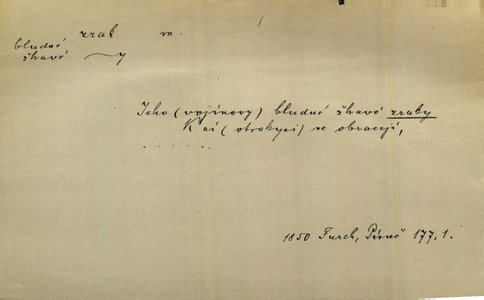 zrak m.
bludné
žhavé ~y
Jeho (vojínovy) bludné žhavé zraky
K ní (otrokyni) se obracejí,
. . . . . .
1850 Furch, Písně 177, 1.